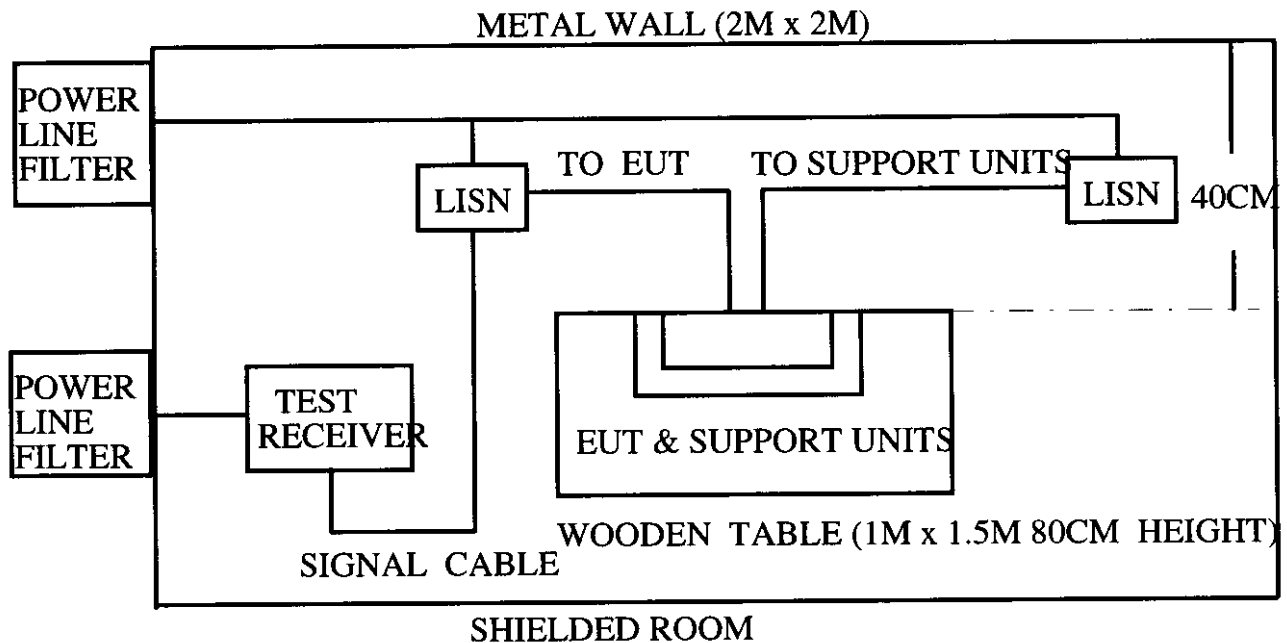 METAL WALL (2M x 2M)
POWER
LINE
FILTER
TO EUT
TO SUPPORT UNITS
LISN
LISN
40CM
POWER
LINE
FILTER
TEST
RECEIVER
EUT & SUPPORT UNITS
WOODEN TABLE (1M x 1.5M 80CM HEIGHT)
SIGNAL CABLE
SHIELDED ROOM